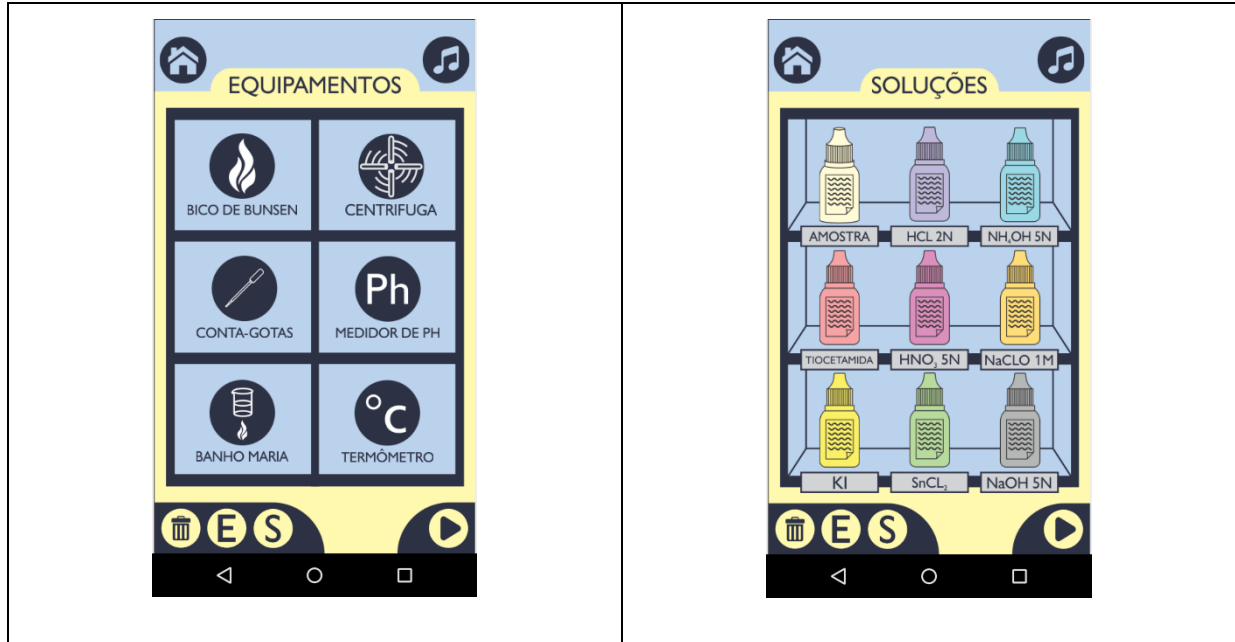 EQUIPAMENTOS
BICO DE BUNSEN
CENTRIFUGA
CONTA-GOTAS
Ph
MEDIDOR DE PH
BANHO MARIA
°C
TERMÔMETRO
E S
SOLUÇÕES
AMOSTRA
HCL 2N
NH₄OH 5N
TIOCETAMIDA
HNO₃ 5N
NaCLO 1M
KI
SnCL₂
NaOH 5N
E S